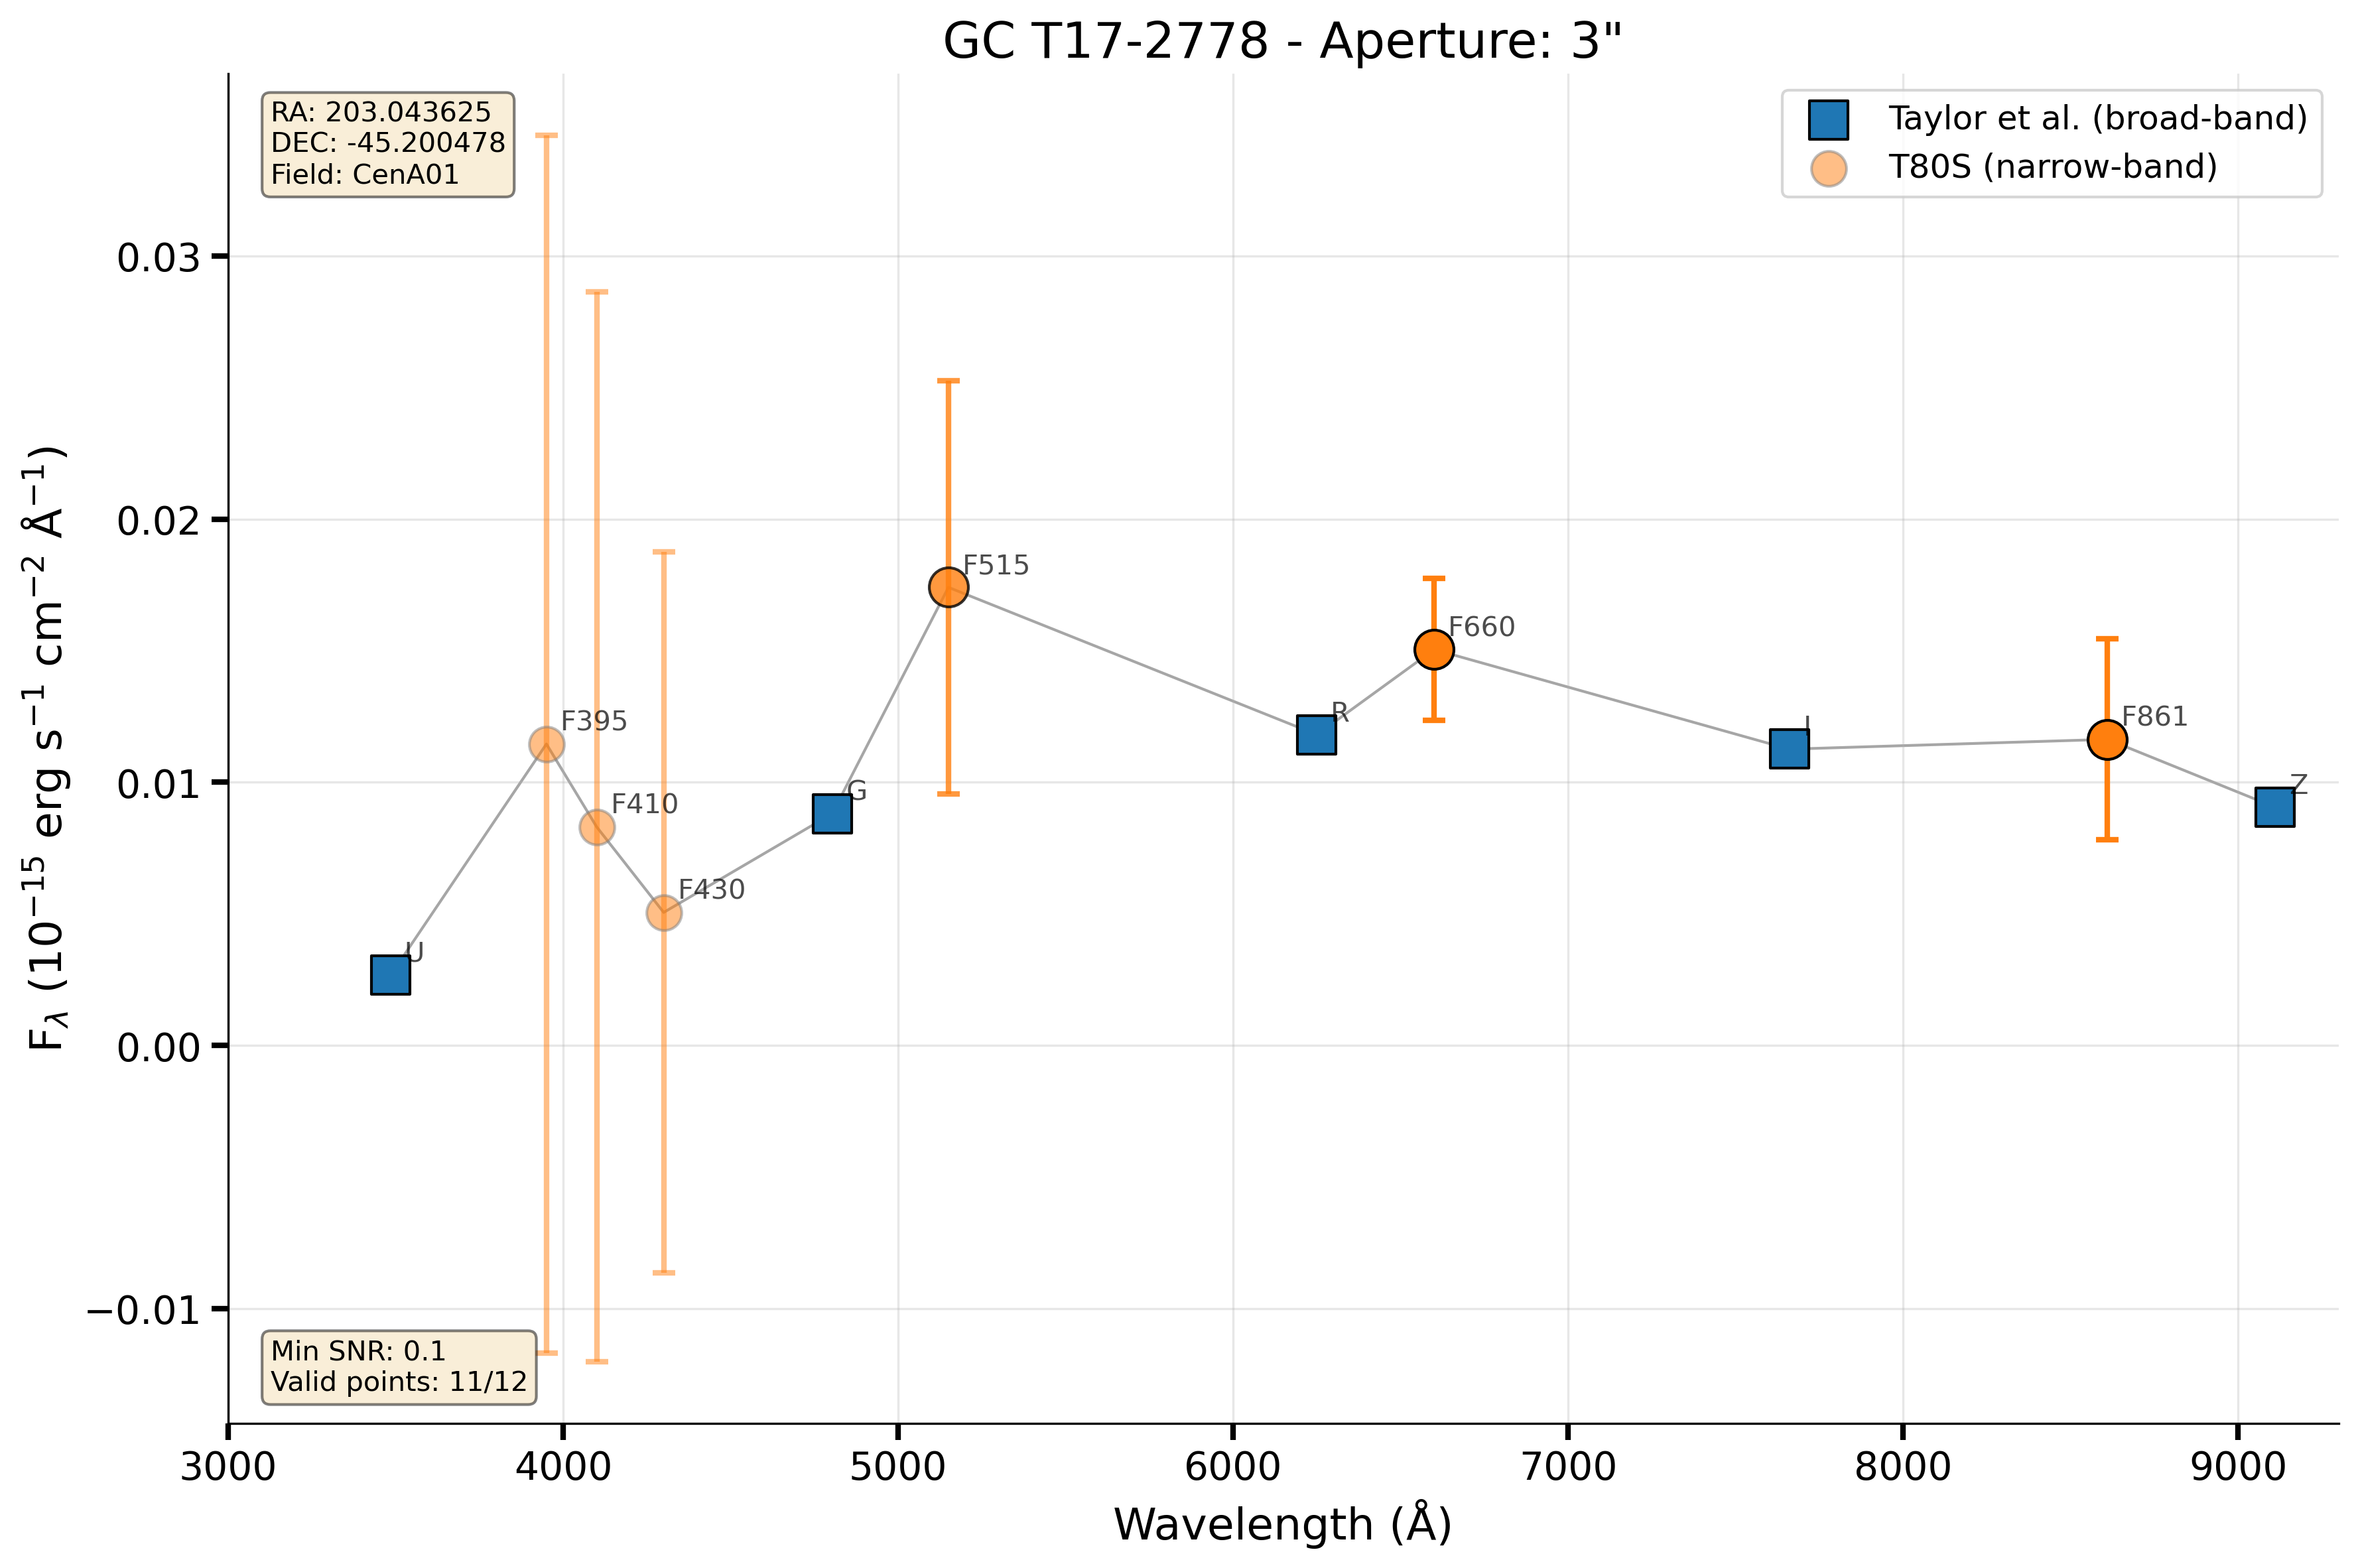 GC T17-2778 - Aperture: 3"
RA: 203.043625
DEC: -45.200478
Field: CenA01
Taylor et al. (broad-band)
T80S (narrow-band)
F_λ (10⁻¹⁵ erg s⁻¹ cm⁻² Å⁻¹)
0.03
0.02
0.01
0.00
−0.01
U
F395
F410
F430
G
F515
R
F660
I
F861
Z
Min SNR: 0.1
Valid points: 11/12
3000 4000 5000 6000 7000 8000 9000
Wavelength (Å)